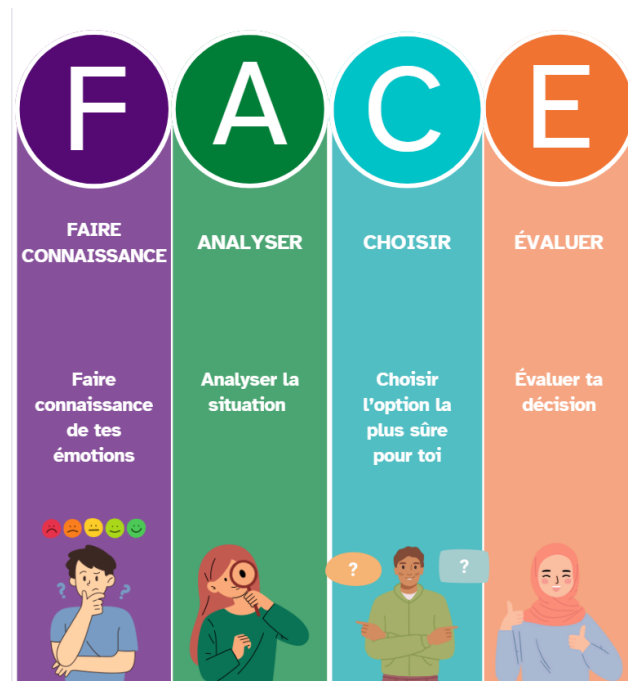 F
FAIRE
CONNAISSANCE
Faire
connaissance
de tes
émotions
?
?
A
ANALYSER
Analyser la
situation
C
CHOISIR
Choisir
l'option la
plus sûre
pour toi
?
?
E
ÉVALUER
Évaluer ta
décision